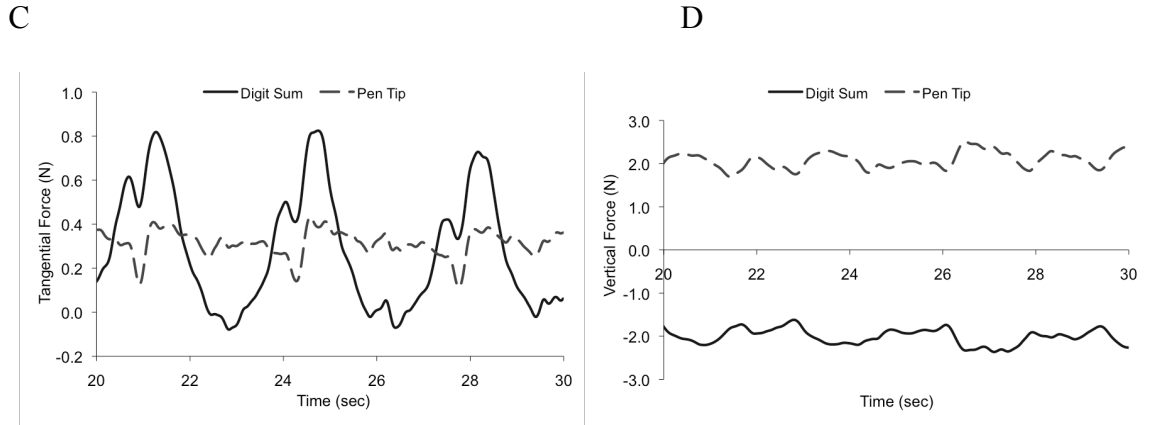 C
D
Digit Sum
Pen Tip
1.0
0.8
0.6
0.4
0.2
0.0
-0.2
Tangential Force (N)
20 22 24 26 28 30
Time (sec)
Digit Sum
Pen Tip
3.0
2.0
1.0
0.0
-1.0
-2.0
-3.0
Vertical Force (N)
20 22 24 26 28 30
Time (sec)